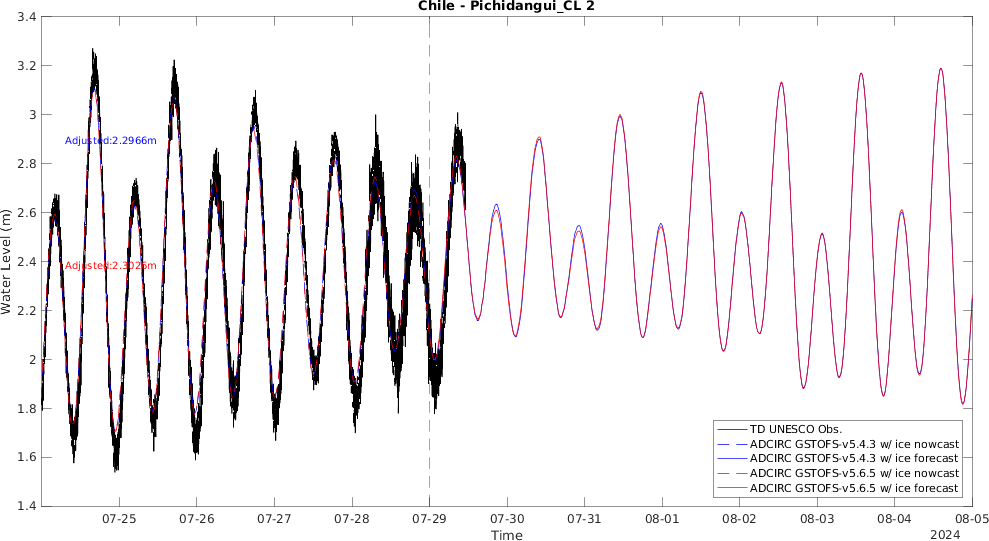 Chile - Pichidangui_CL 2
Water Level (m)
3.4
3.2
3
2.8
2.6
2.4
2.2
2
1.8
1.6
1.4
Adjusted:2.2966m
Adjusted:2.3026m
TD UNESCO Obs.
ADCIRC GSTOFS-v5.4.3 w/ ice nowcast
ADCIRC GSTOFS-v5.4.3 w/ ice forecast
ADCIRC GSTOFS-v5.6.5 w/ ice nowcast
ADCIRC GSTOFS-v5.6.5 w/ ice forecast
07-25 07-26 07-27 07-28 07-29 07-30 07-31 08-01 08-02 08-03 08-04 08-05
Time
2024